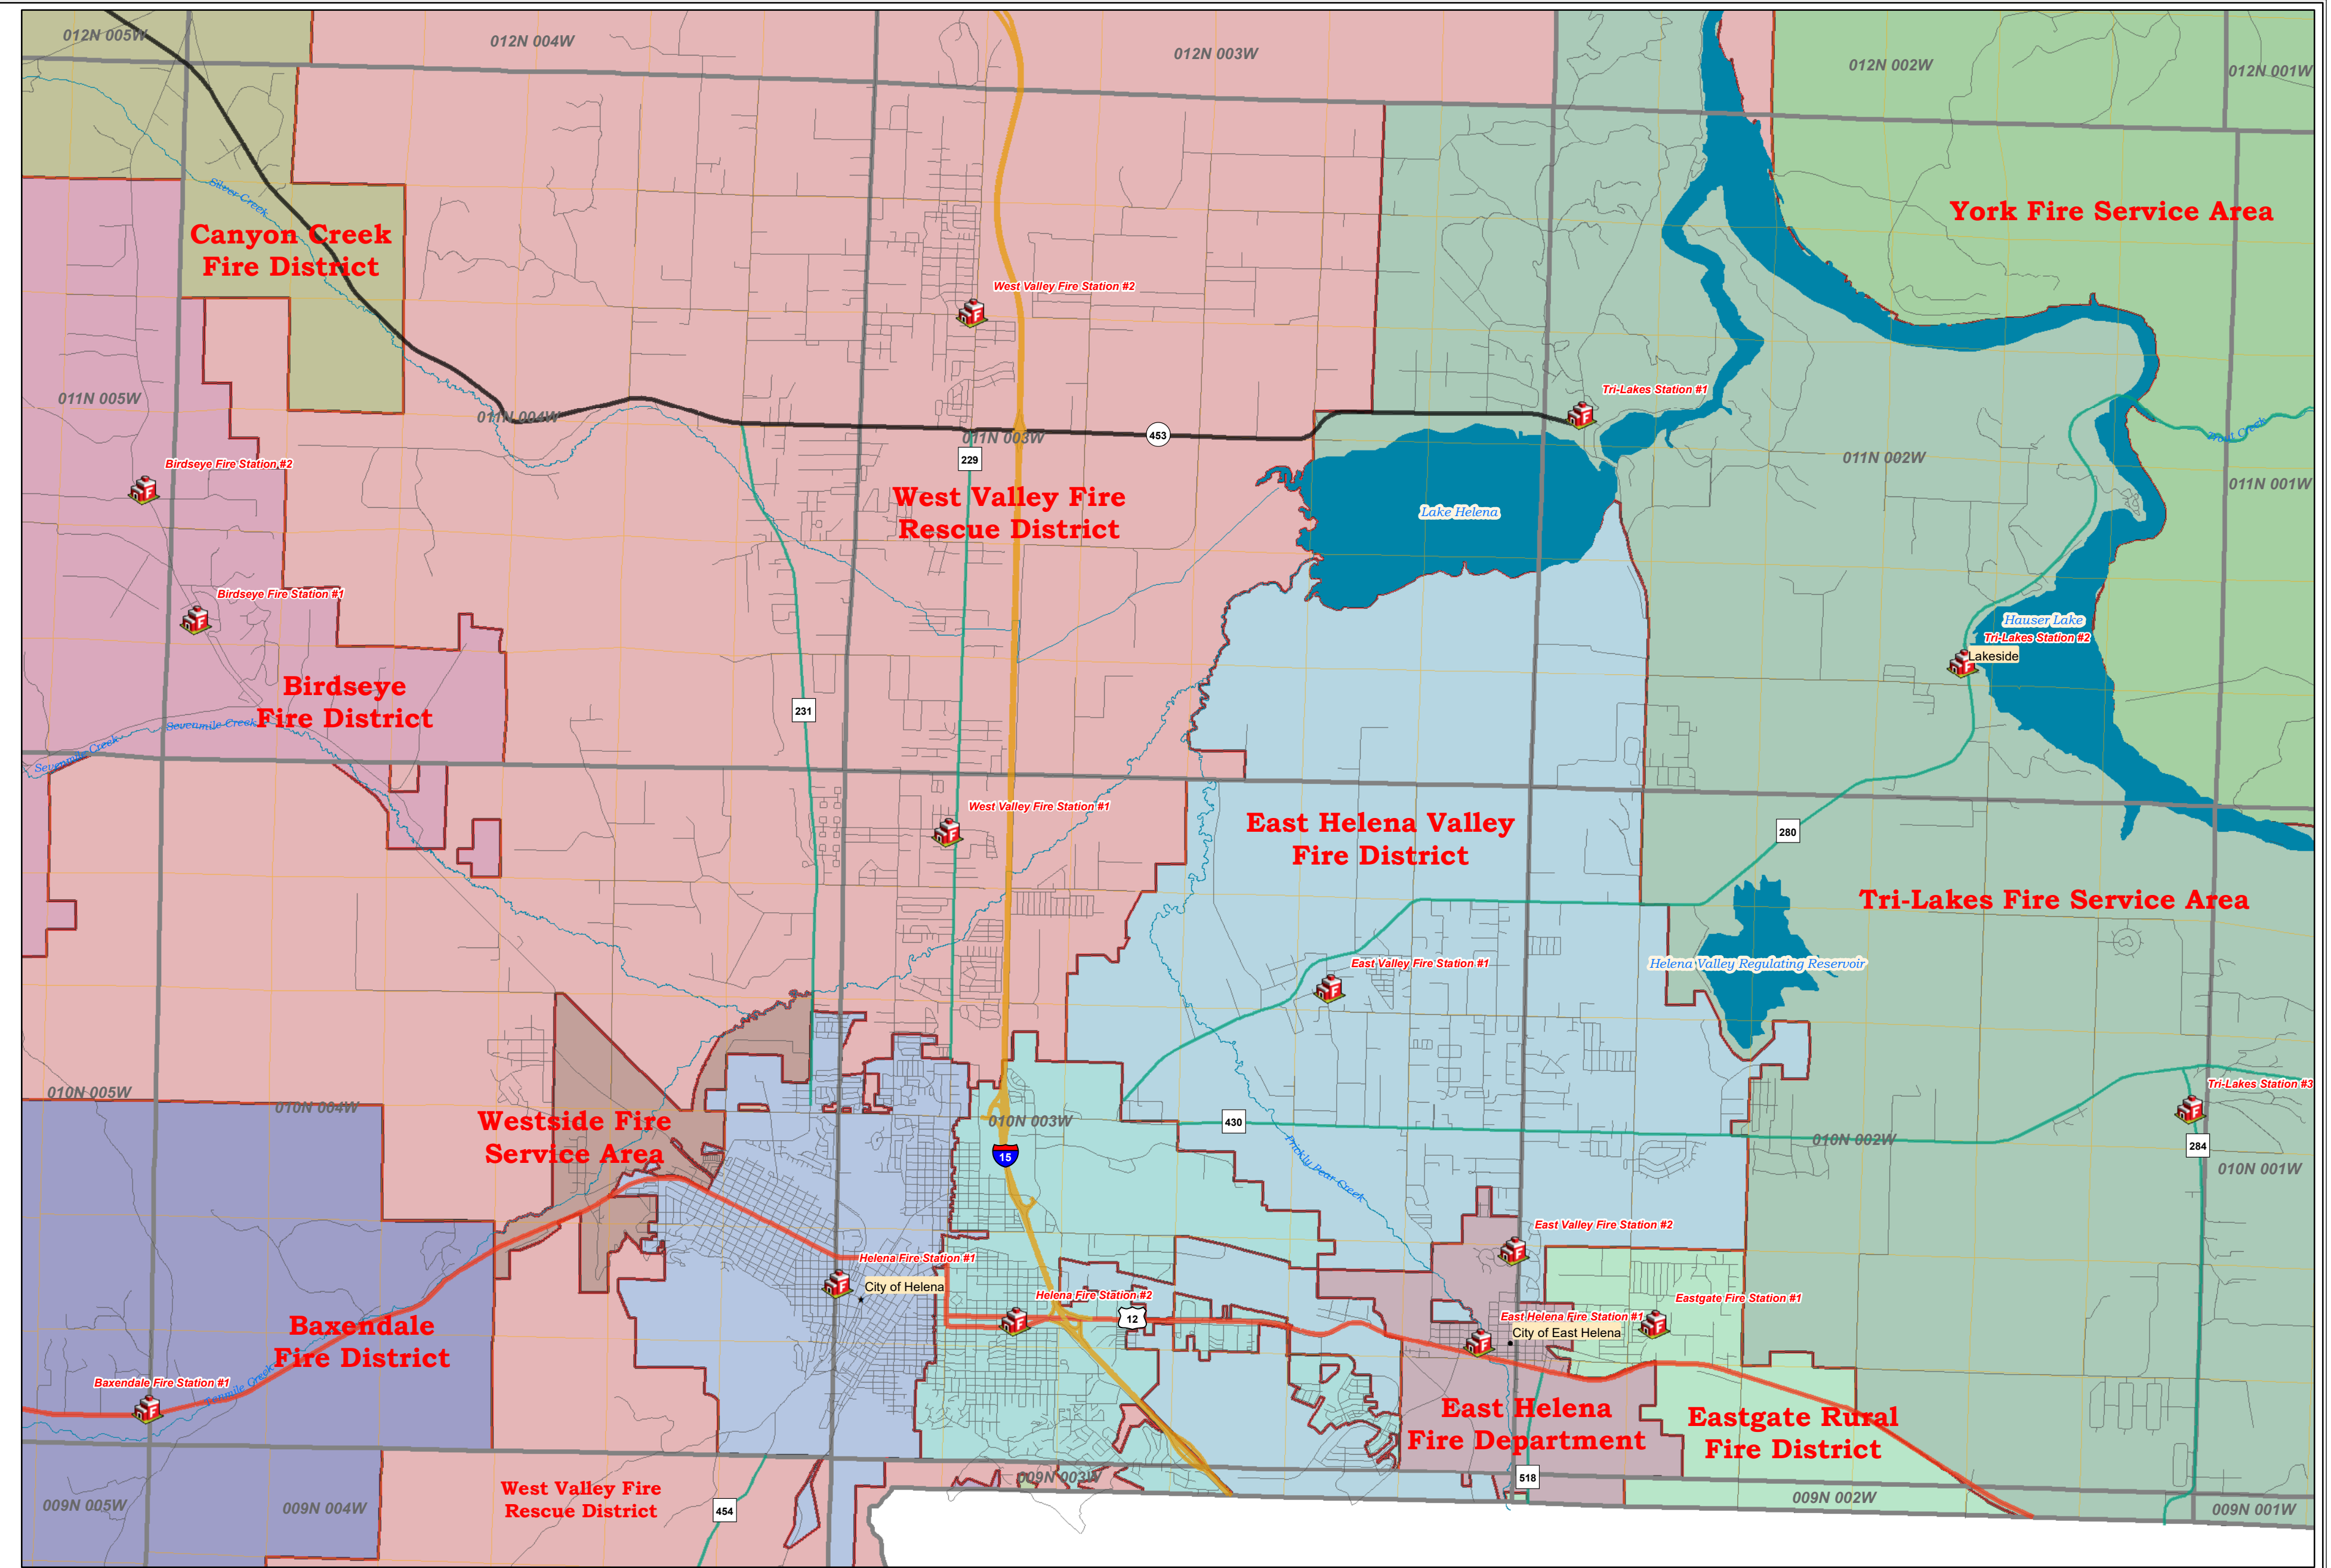 012N 005W
012N 004W
012N 003W
012N 002W
012N 001W
Silver Creek
Canyon Creek
Fire District
York Fire Service Area
West Valley Fire Station #2
Tri-Lakes Station #1
011N 005W
011N 004W
011N 003W
453
229
Trout Creek
011N 002W
011N 001W
Birdseye Fire Station #2
West Valley Fire
Rescue District
Lake Helena
Birdseye Fire Station #1
Hauser Lake
Tri-Lakes Station #2
Lakeside
Birdseye
Fire District
231
Sevenmile Creek
Sevenmile Creek
West Valley Fire Station #1
East Helena Valley
Fire District
280
Tri-Lakes Fire Service Area
East Valley Fire Station #1
Helena Valley Regulating Reservoir
010N 005W
010N 004W
Tri-Lakes Station #3
Westside Fire
Service Area
010N 003W
430
010N 002W
284
15
Prickly Pear Creek
010N 001W
East Valley Fire Station #2
Helena Fire Station #1
City of Helena
Helena Fire Station #2
12
Eastgate Fire Station #1
East Helena Fire Station #1
City of East Helena
Baxendale
Fire District
Baxendale Fire Station #1
Tenmile Creek
East Helena
Fire Department
Eastgate Rural
Fire District
009N 003W
518
West Valley Fire
Rescue District
009N 005W
009N 004W
454
009N 002W
009N 001W